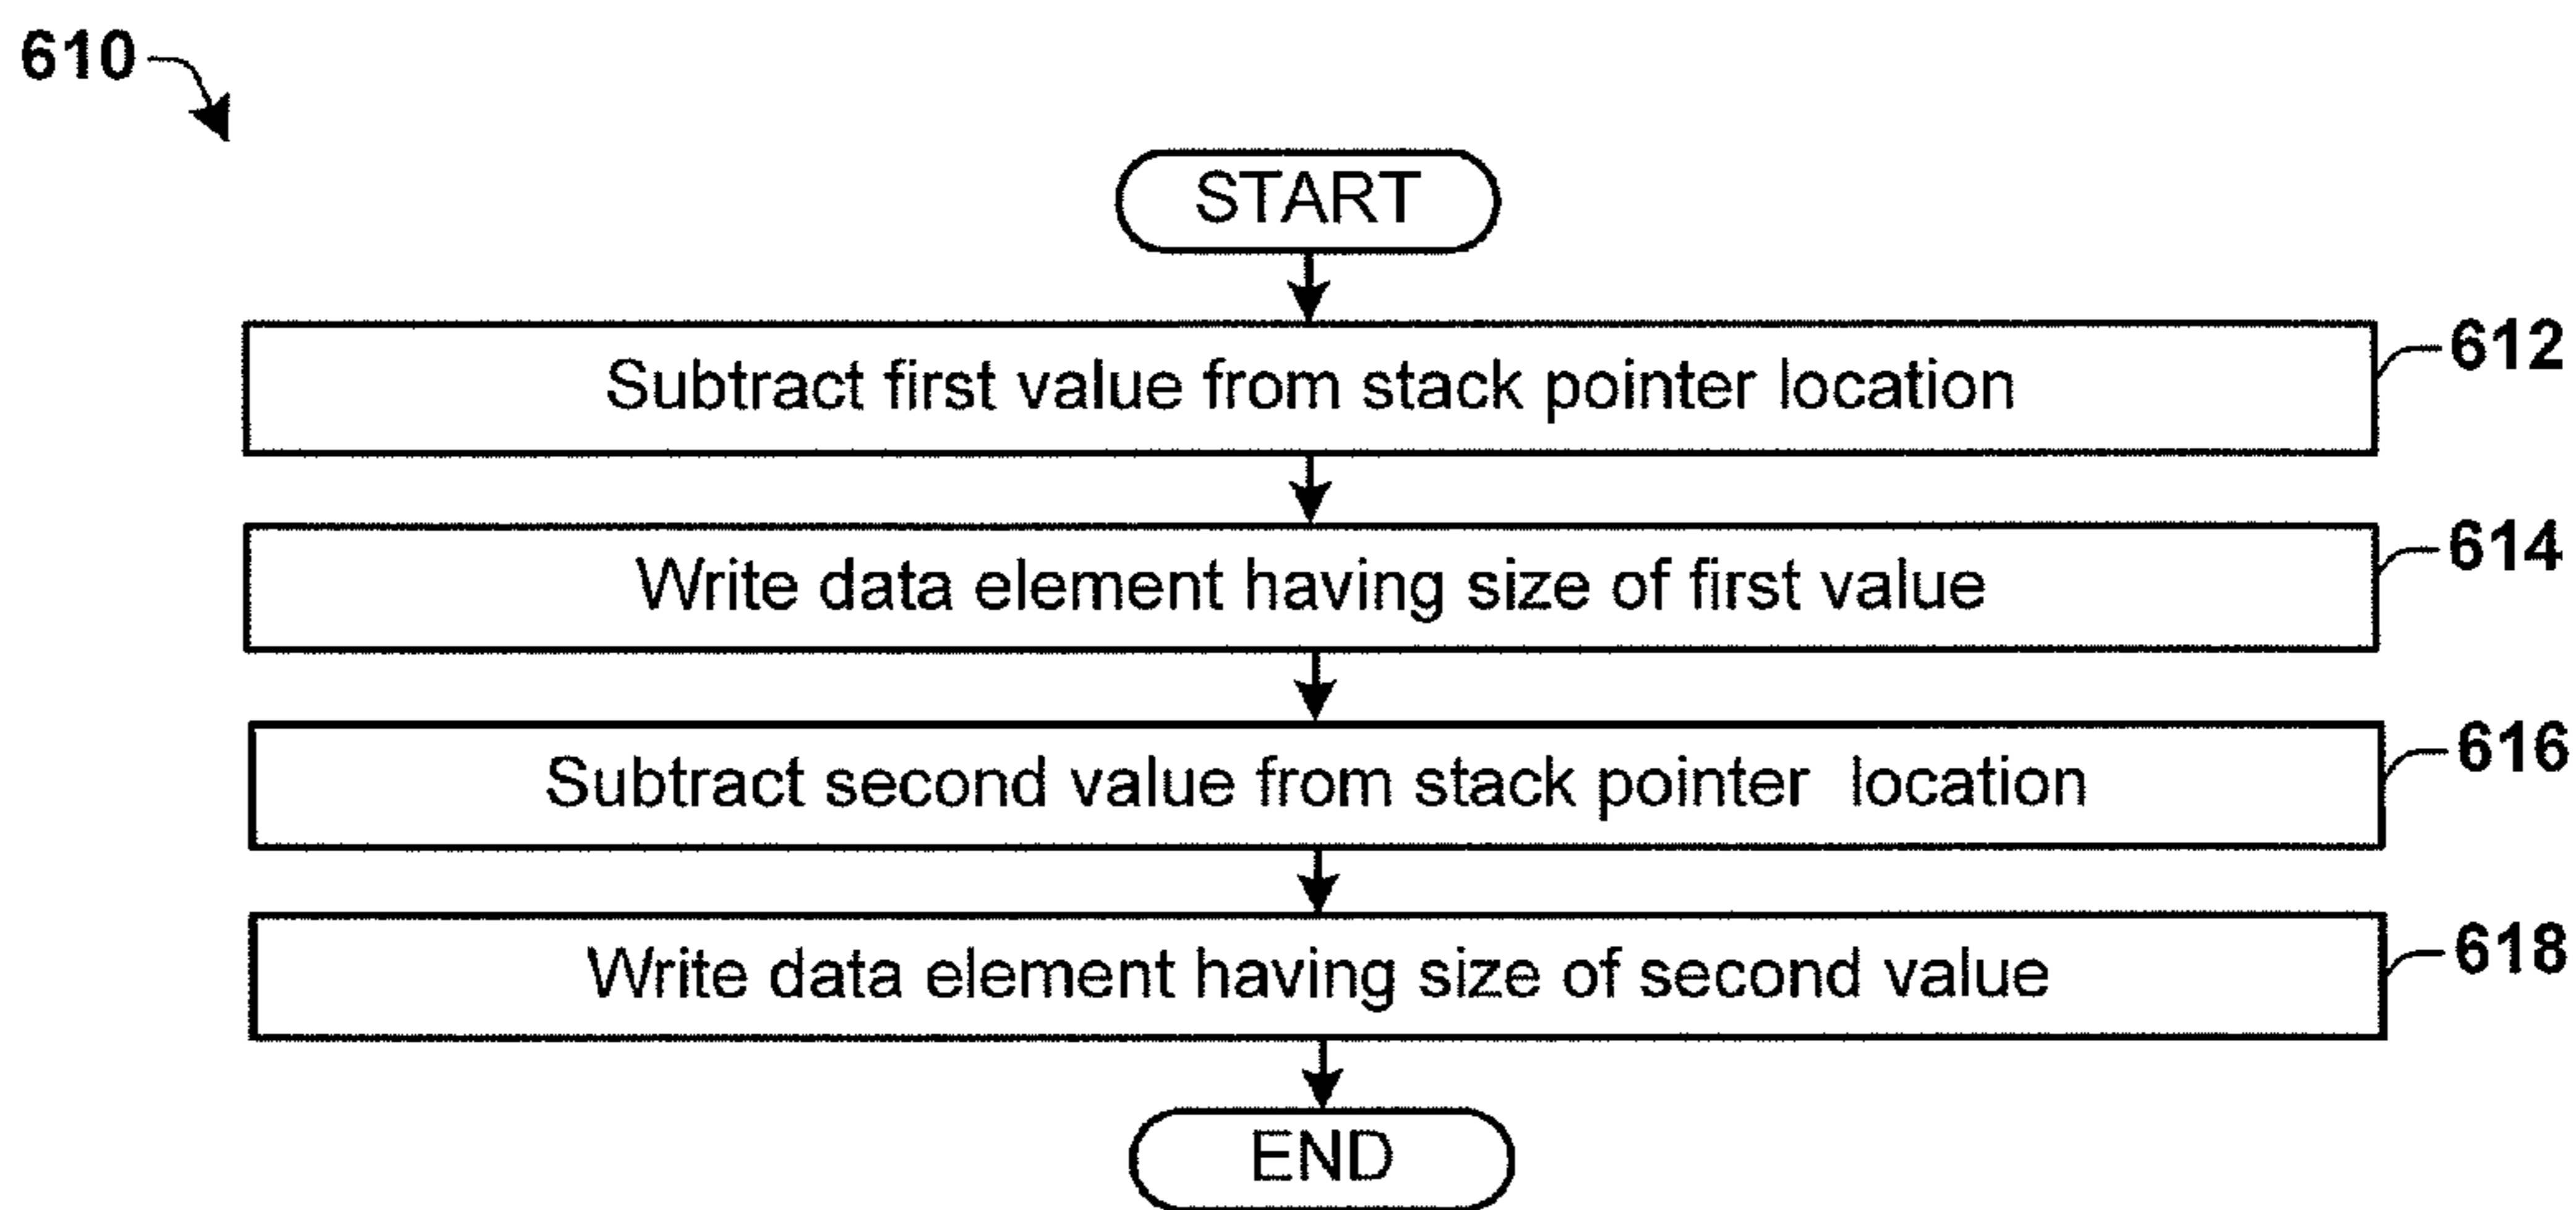 610
START
Subtract first value from stack pointer location
612
Write data element having size of first value
614
Subtract second value from stack pointer location
616
Write data element having size of second value
618
END